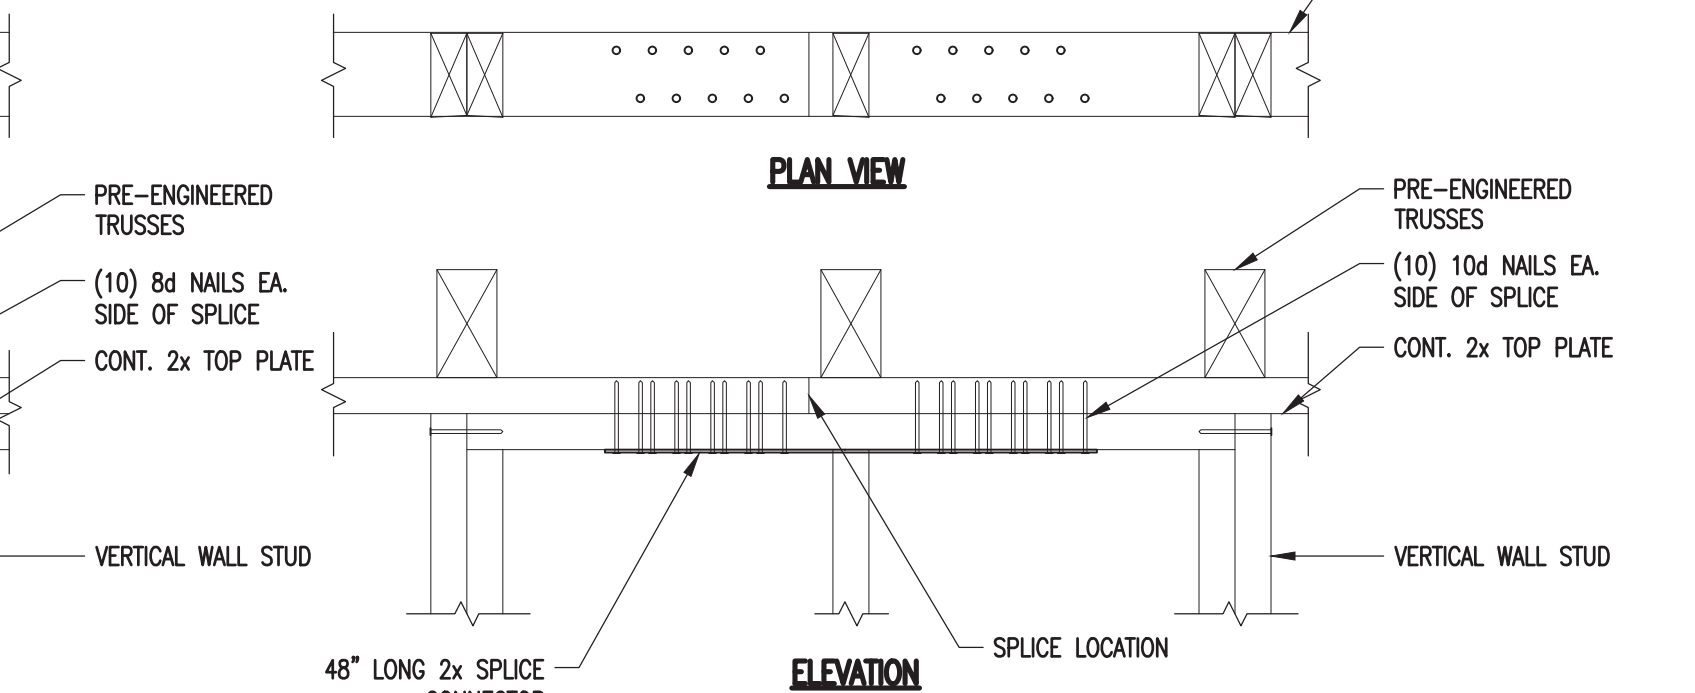 PLAN VIEW
PRE-ENGINEERED
TRUSSES
(10) 8d NAILS EA.
SIDE OF SPLICE
CONT. 2x TOP PLATE
VERTICAL WALL STUD
PRE-ENGINEERED
TRUSSES
(10) 10d NAILS EA.
SIDE OF SPLICE
CONT. 2x TOP PLATE
VERTICAL WALL STUD
SPLICE LOCATION
48" LONG 2x SPLICE
CONNECTOR
ELEVATION